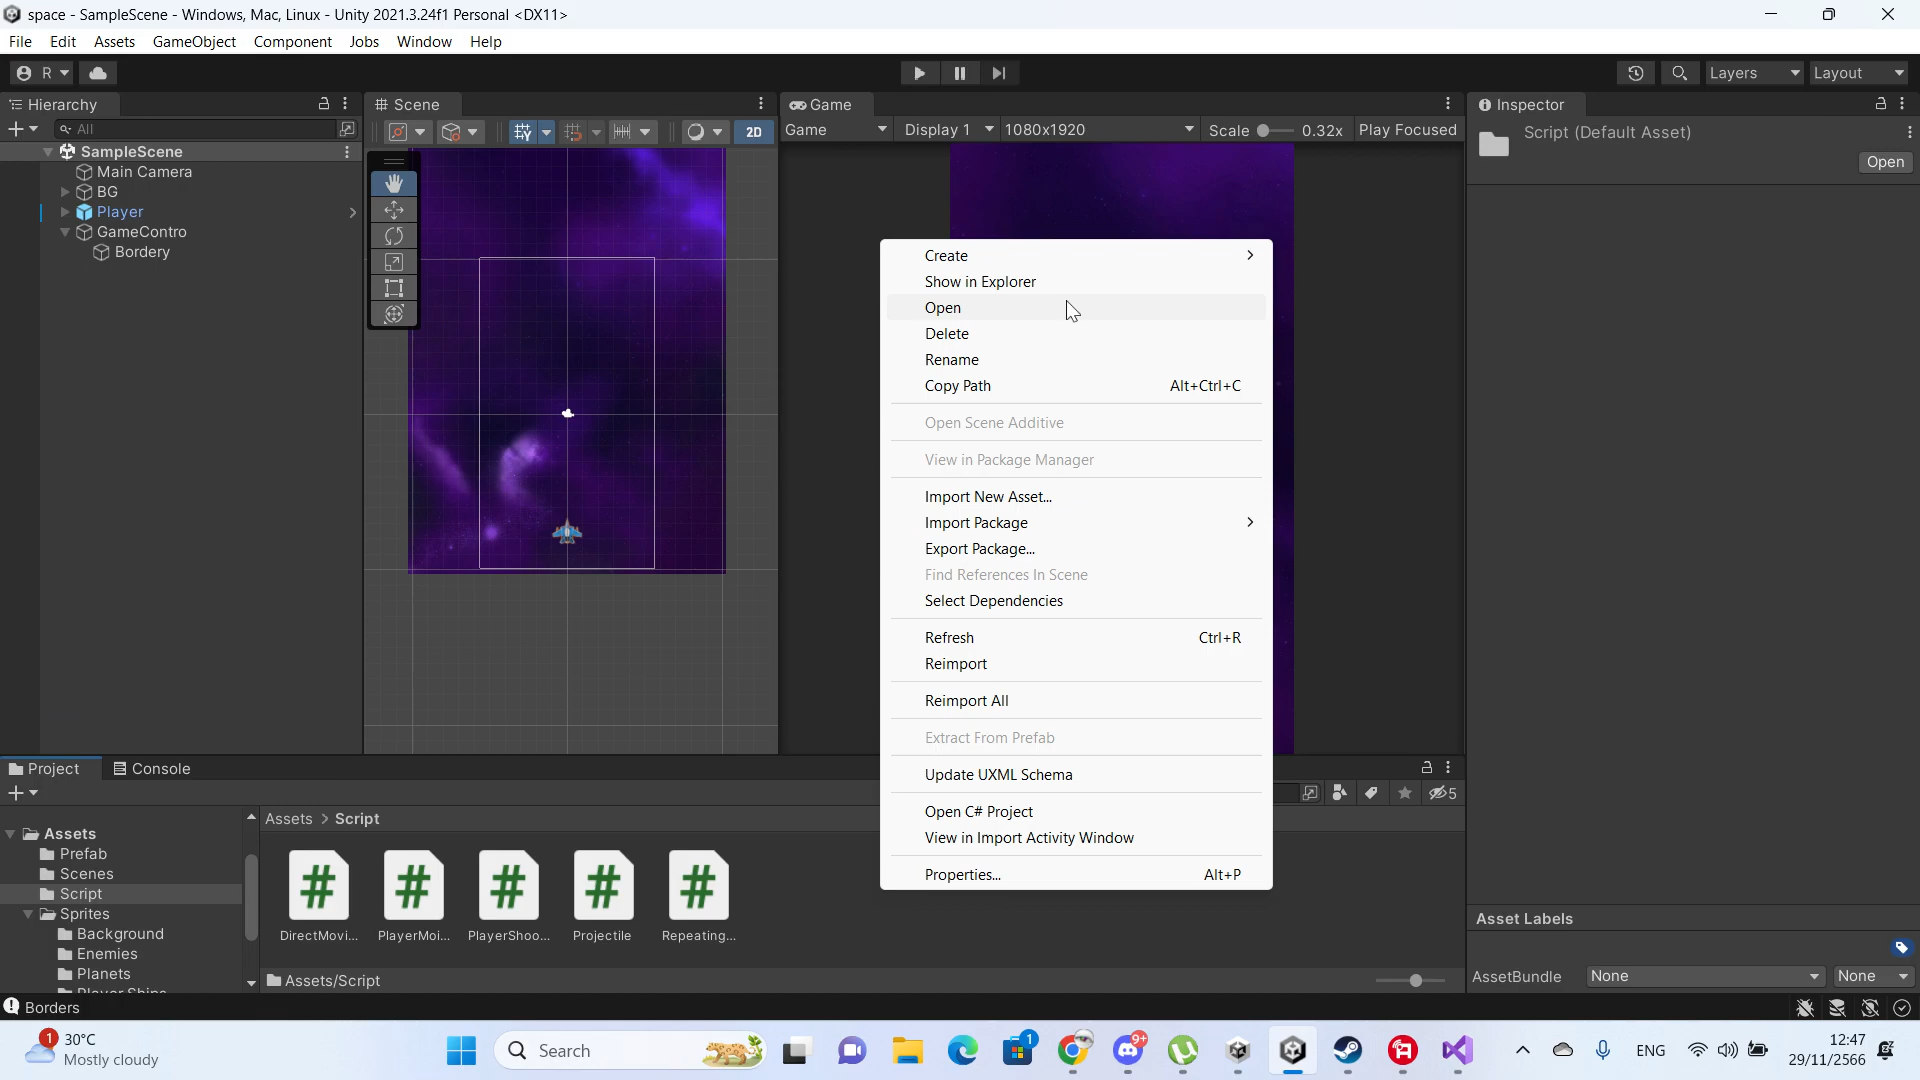 space - SampleScene - Windows, Mac, Linux - Unity 2021.3.24f1 Personal <DX11>
File Edit Assets GameObject Component Jobs Window Help
R Layers Layout
Hierarchy Scene Game Inspector
All 2D Game Display 1 1080x1920 Scale 0.32x Play Focused Script (Default Asset)
Open
SampleScene
Main Camera
BG
Player
GameContro
Bordery
Create
Show in Explorer
Open
Delete
Rename
Copy Path Alt+Ctrl+C
Open Scene Additive
View in Package Manager
Import New Asset...
Import Package
Export Package...
Find References In Scene
Select Dependencies
Refresh Ctrl+R
Reimport
Reimport All
Extract From Prefab
Update UXML Schema
Open C# Project
View in Import Activity Window
Properties... Alt+P
Project Console
5
Assets
Prefab
Scenes
Script
Sprites
Background
Enemies
Planets
Assets > Script
# # # # #
DirectMovi... PlayerMoi... PlayerShoo... Projectile Repeating...
Assets/Script
Asset Labels
AssetBundle None None
Borders
1 30°C
Mostly cloudy
Search
1 9+
ENG
12:47
29/11/2566